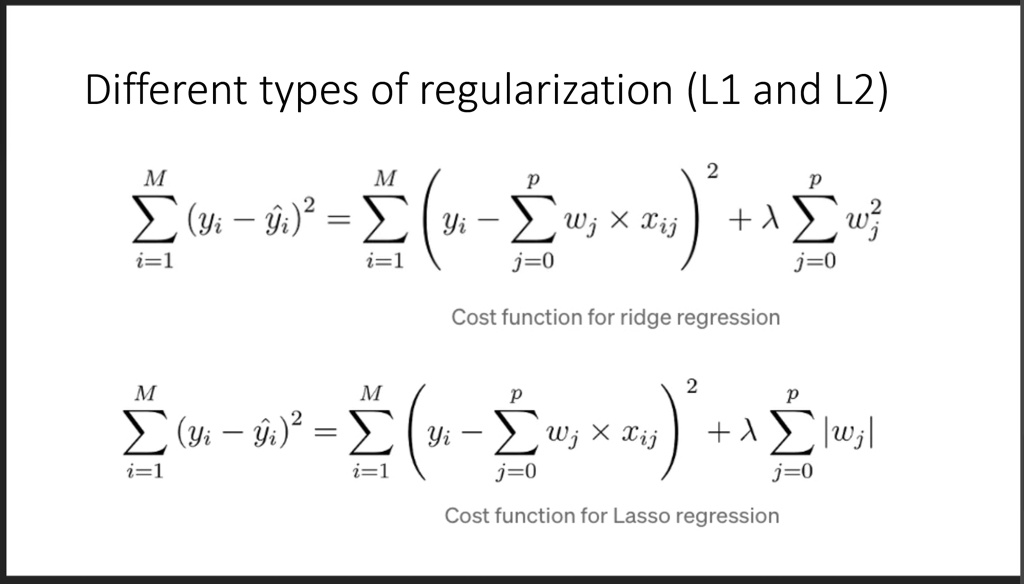 Different types of regularization (L1 and L2)
$\sum_{i=1}^{M} (y_i - \hat{y}_i)^2 = \sum_{i=1}^{M} \left( y_i - \sum_{j=0}^{p} w_j \times x_{ij} \right)^2 + \lambda \sum_{j=0}^{p} w_j^2$
Cost function for ridge regression
$\sum_{i=1}^{M} (y_i - \hat{y}_i)^2 = \sum_{i=1}^{M} \left( y_i - \sum_{j=0}^{p} w_j \times x_{ij} \right)^2 + \lambda \sum_{j=0}^{p} |w_j|$
Cost function for Lasso regression